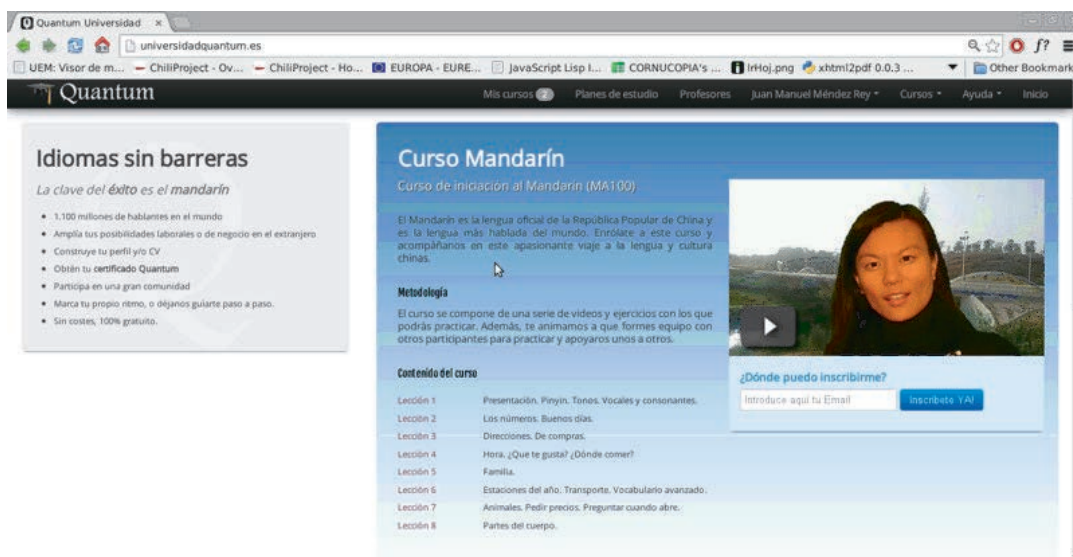 Quantum Universidad
universidadquantum.es
UEM: Visor de m... ChiliProject - Ov... ChiliProject - Ho... EUROPA - EURE... JavaScript Lisp I... CORNUCOPIA's ... IrHoj.png xhtml2pdf 0.0.3 ... Other Bookmark
Quantum Mis cursos 2 Planes de estudio Profesores Juan Manuel Méndez Rey Cursos Ayuda Inicio
Idiomas sin barreras
La clave del éxito es el mandarín
1.100 millones de hablantes en el mundo
Amplía tus posibilidades laborales o de negocio en el extranjero
Construye tu perfil y/o CV
Obtén tu certificado Quantum
Participa en una gran comunidad
Marca tu propio ritmo, o déjanos guiarte paso a paso.
Sin costes, 100% gratuito.
Curso Mandarín
Curso de iniciación al Mandarín (MA100)
El Mandarín es la lengua oficial de la República Popular de China y
es la lengua más hablada del mundo. Enrólate a este curso y
acompáñanos en este apasionante viaje a la lengua y cultura
chinas.
Metodología
El curso se compone de una serie de videos y ejercicios con los que
podrás practicar. Además, te animamos a que formes equipo con
otros participantes para practicar y apoyaros unos a otros.
Contenido del curso
Lección 1 Presentación. Pinyin. Tonos. Vocales y consonantes.
Lección 2 Los números. Buenos días.
Lección 3 Direcciones. De compras.
Lección 4 Hora. ¿Que te gusta? ¿Dónde comer?
Lección 5 Familia.
Lección 6 Estaciones del año. Transporte. Vocabulario avanzado.
Lección 7 Animales. Pedir precios. Preguntar cuando abre.
Lección 8 Partes del cuerpo.
¿Dónde puedo inscribirme?
Introduce aquí tu Email Inscríbete YA!